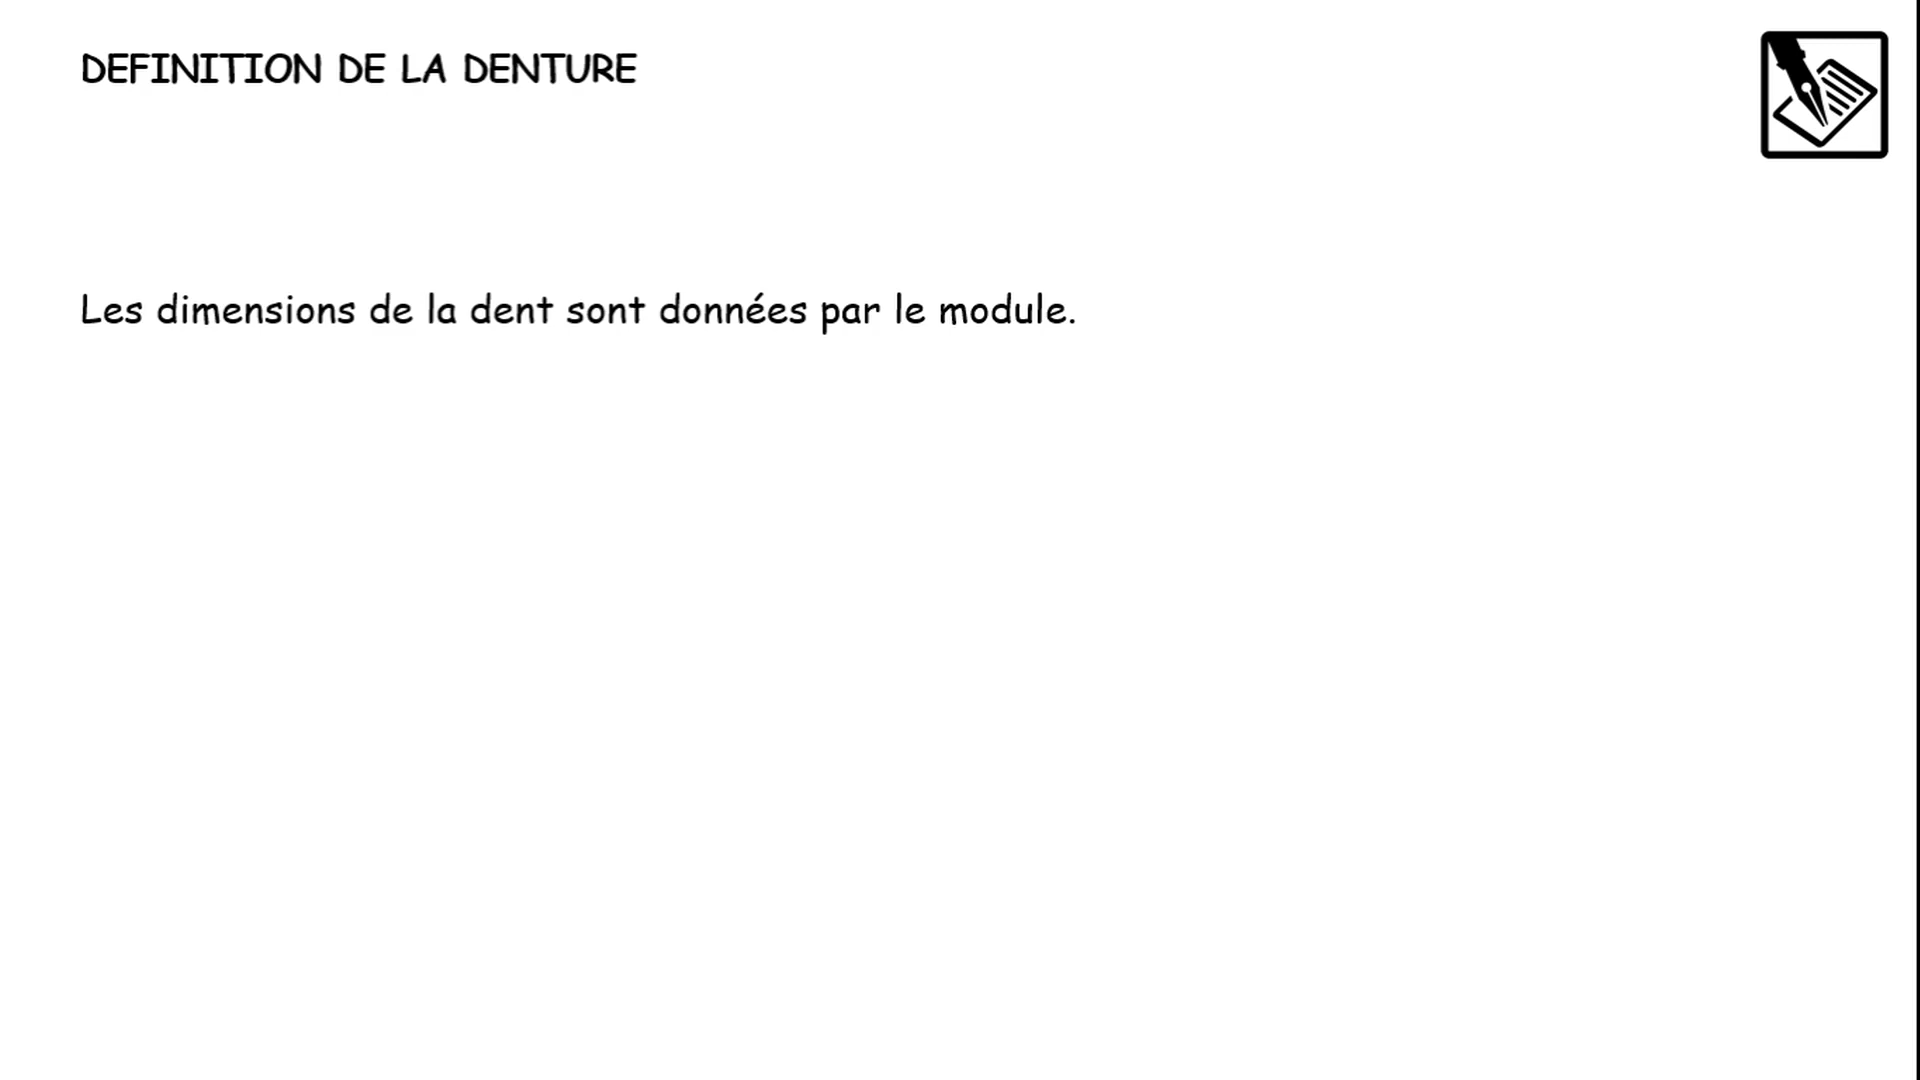 DEFINITION DE LA DENTURE
Les dimensions de la dent sont données par le module.